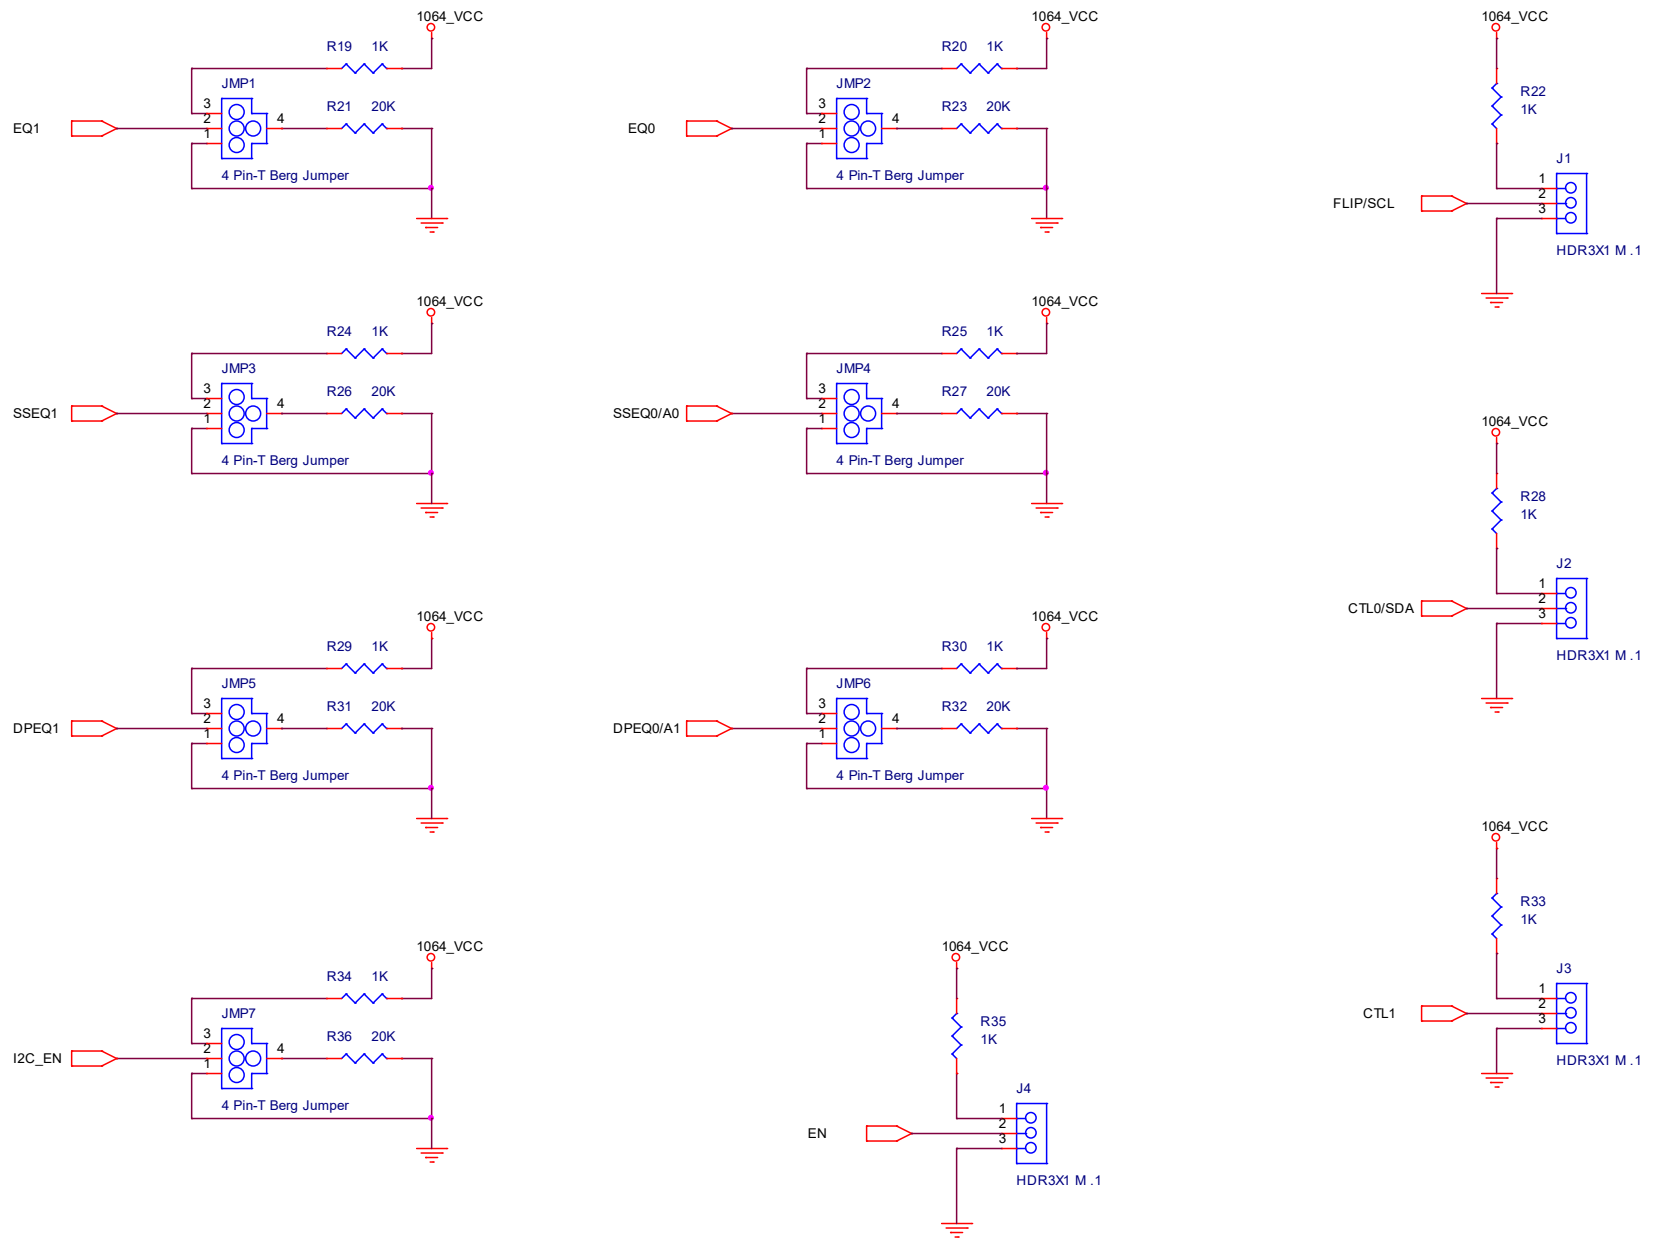 1064_VCC
R19 1K
JMP1
3
2
1
4
R21 20K
EQ1
4 Pin-T Berg Jumper
1064_VCC
R20 1K
JMP2
3
2
1
4
R23 20K
EQ0
4 Pin-T Berg Jumper
1064_VCC
R22
1K
J1
1
2
3
FLIP/SCL
HDR3X1 M .1
1064_VCC
R24 1K
JMP3
3
2
1
4
R26 20K
SSEQ1
4 Pin-T Berg Jumper
1064_VCC
R25 1K
JMP4
3
2
1
4
R27 20K
SSEQ0/A0
4 Pin-T Berg Jumper
1064_VCC
R28
1K
J2
1
2
3
CTL0/SDA
HDR3X1 M .1
1064_VCC
R29 1K
JMP5
3
2
1
4
R31 20K
DPEQ1
4 Pin-T Berg Jumper
1064_VCC
R30 1K
JMP6
3
2
1
4
R32 20K
DPEQ0/A1
4 Pin-T Berg Jumper
1064_VCC
R33
1K
J3
1
2
3
CTL1
HDR3X1 M .1
1064_VCC
R34 1K
JMP7
3
2
1
4
R36 20K
I2C_EN
4 Pin-T Berg Jumper
1064_VCC
R35
1K
J4
1
2
3
EN
HDR3X1 M .1